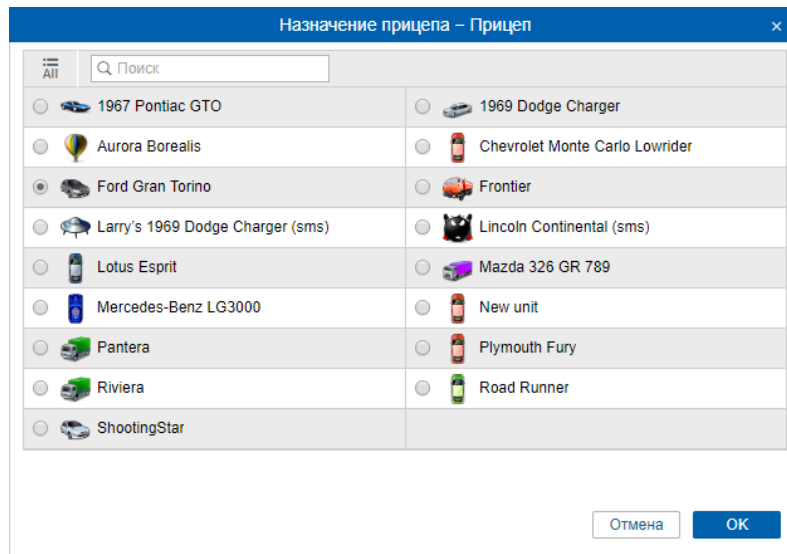 Назначение прицепа – Прицеп ×
All Поиск
1967 Pontiac GTO 1969 Dodge Charger
Aurora Borealis Chevrolet Monte Carlo Lowrider
Ford Gran Torino Frontier
Larry's 1969 Dodge Charger (sms) Lincoln Continental (sms)
Lotus Esprit Mazda 326 GR 789
Mercedes-Benz LG3000 New unit
Pantera Plymouth Fury
Riviera Road Runner
ShootingStar
Отмена OK